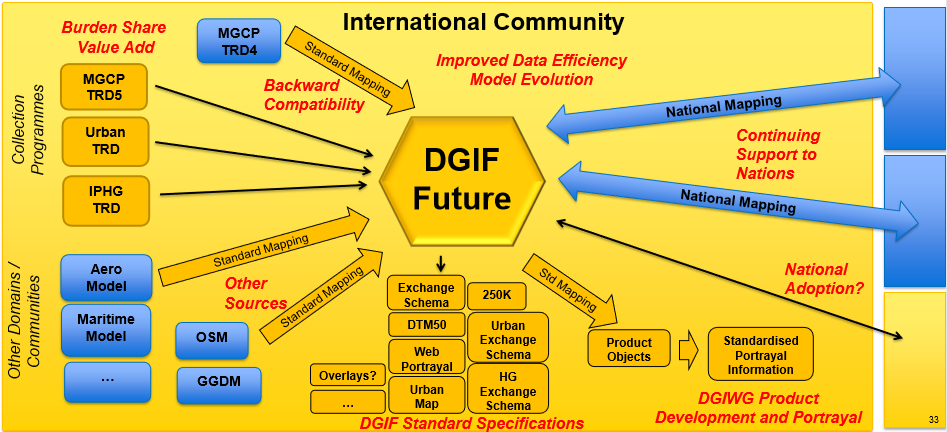 International Community
Burden Share
Value Add
MGCP
TRD4
Standard Mapping
Improved Data Efficiency
Model Evolution
Backward
Compatibility
Collection
Programmes
MGCP
TRD5
Urban
TRD
IPHG
TRD
DGIF
Future
National Mapping
Continuing
Support to
Nations
National Mapping
National
Adoption?
Other Domains /
Communities
Aero
Model
Maritime
Model
…
OSM
GGDM
Standard Mapping
Other
Sources
Standard Mapping
Exchange
Schema
250K
DTM50
Urban
Exchange
Schema
Web
Portrayal
Overlays?
…
Urban
Map
HG
Exchange
Schema
DGIF Standard Specifications
Std Mapping
Product
Objects
Standardised
Portrayal
Information
DGIWG Product
Development and Portrayal
33